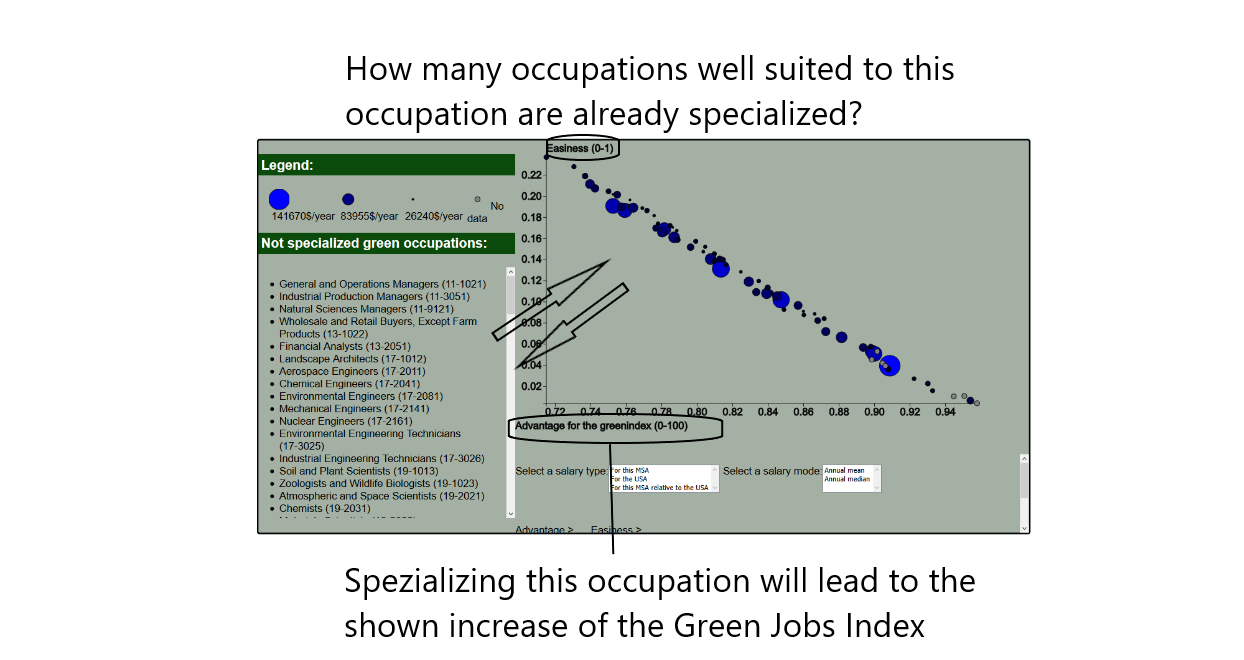 How many occupations well suited to this
occupation are already specialized?
Easiness (0-1)
Legend:
141670$/year 83955$/year 26240$/year No
data
Not specialized green occupations:
General and Operations Managers (11-1021)
Industrial Production Managers (11-3051)
Natural Sciences Managers (11-9121)
Wholesale and Retail Buyers, Except Farm
Products (13-1022)
Financial Analysts (13-2051)
Landscape Architects (17-1012)
Aerospace Engineers (17-2011)
Chemical Engineers (17-2041)
Environmental Engineers (17-2081)
Mechanical Engineers (17-2141)
Nuclear Engineers (17-2161)
Environmental Engineering Technicians
(17-3025)
Industrial Engineering Technicians (17-3026)
Soil and Plant Scientists (19-1013)
Zoologists and Wildlife Biologists (19-1023)
Atmospheric and Space Scientists (19-2021)
Chemists (19-2031)
0.22
0.20
0.18
0.16
0.14
0.12
0.10
0.08
0.06
0.04
0.02
0.72 0.74 0.76 0.78 0.80 0.82 0.84 0.86 0.88 0.90 0.92 0.94
Advantage for the greenindex (0-100)
Select a salary type:
For this MSA
For the USA
For this MSA relative to the USA
Select a salary mode:
Annual mean
Annual median
Advantage > Easiness >
Spezializing this occupation will lead to the
shown increase of the Green Jobs Index